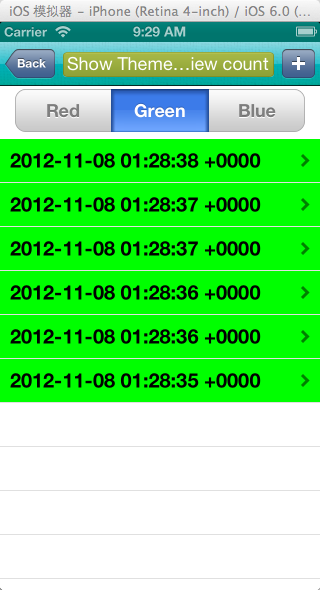 iOS 模拟器 - iPhone (Retina 4-inch) / iOS 6.0 (...
Carrier 9:29 AM
Back Show Theme...iew count +
Red Green Blue
2012-11-08 01:28:38 +0000
2012-11-08 01:28:37 +0000
2012-11-08 01:28:37 +0000
2012-11-08 01:28:36 +0000
2012-11-08 01:28:36 +0000
2012-11-08 01:28:35 +0000